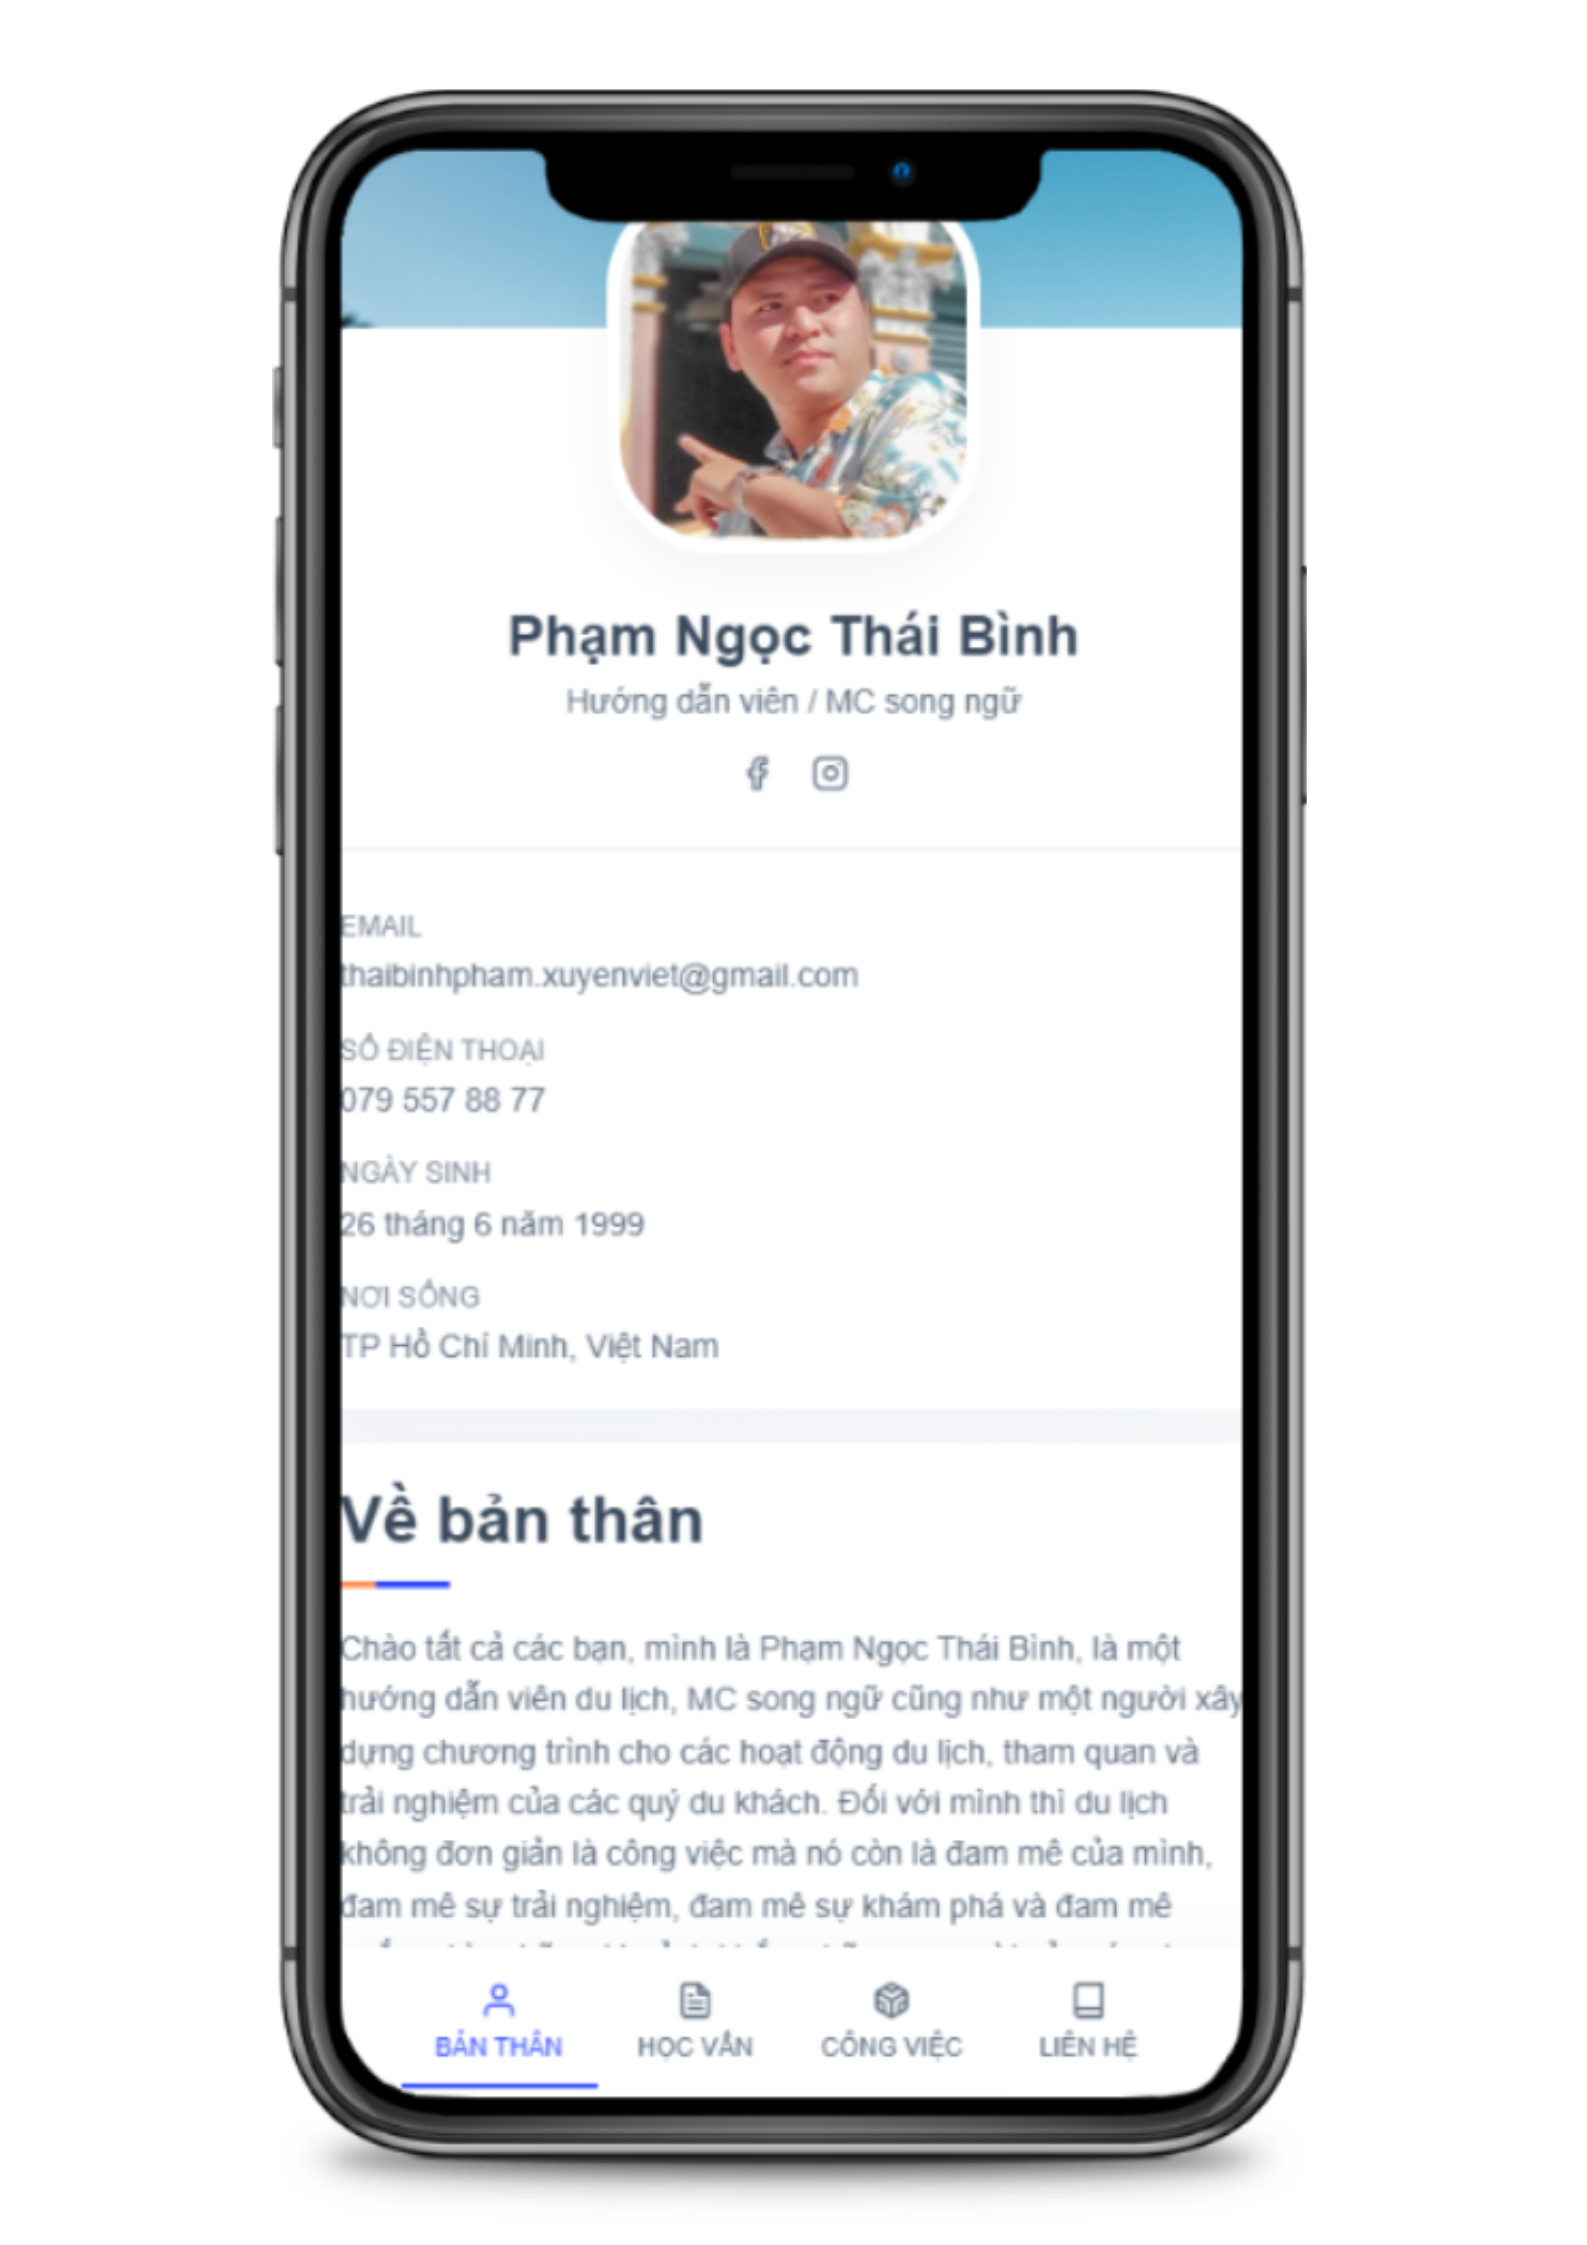 Phạm Ngọc Thái Bình
Hướng dẫn viên / MC song ngữ
EMAIL
thaibinhpham.xuyenviet@gmail.com
SỐ ĐIỆN THOẠI
079 557 88 77
NGÀY SINH
26 tháng 6 năm 1999
NƠI SỐNG
TP Hồ Chí Minh, Việt Nam
Về bản thân
Chào tất cả các bạn, mình là Phạm Ngọc Thái Bình, là một
hướng dẫn viên du lịch, MC song ngữ cũng như một người xây
dựng chương trình cho các hoạt động du lịch, tham quan và
trải nghiệm của các quý du khách. Đối với mình thì du lịch
không đơn giản là công việc mà nó còn là đam mê của mình,
đam mê sự trải nghiệm, đam mê sự khám phá và đam mê
BẢN THÂN HỌC VẤN CÔNG VIỆC LIÊN HỆ